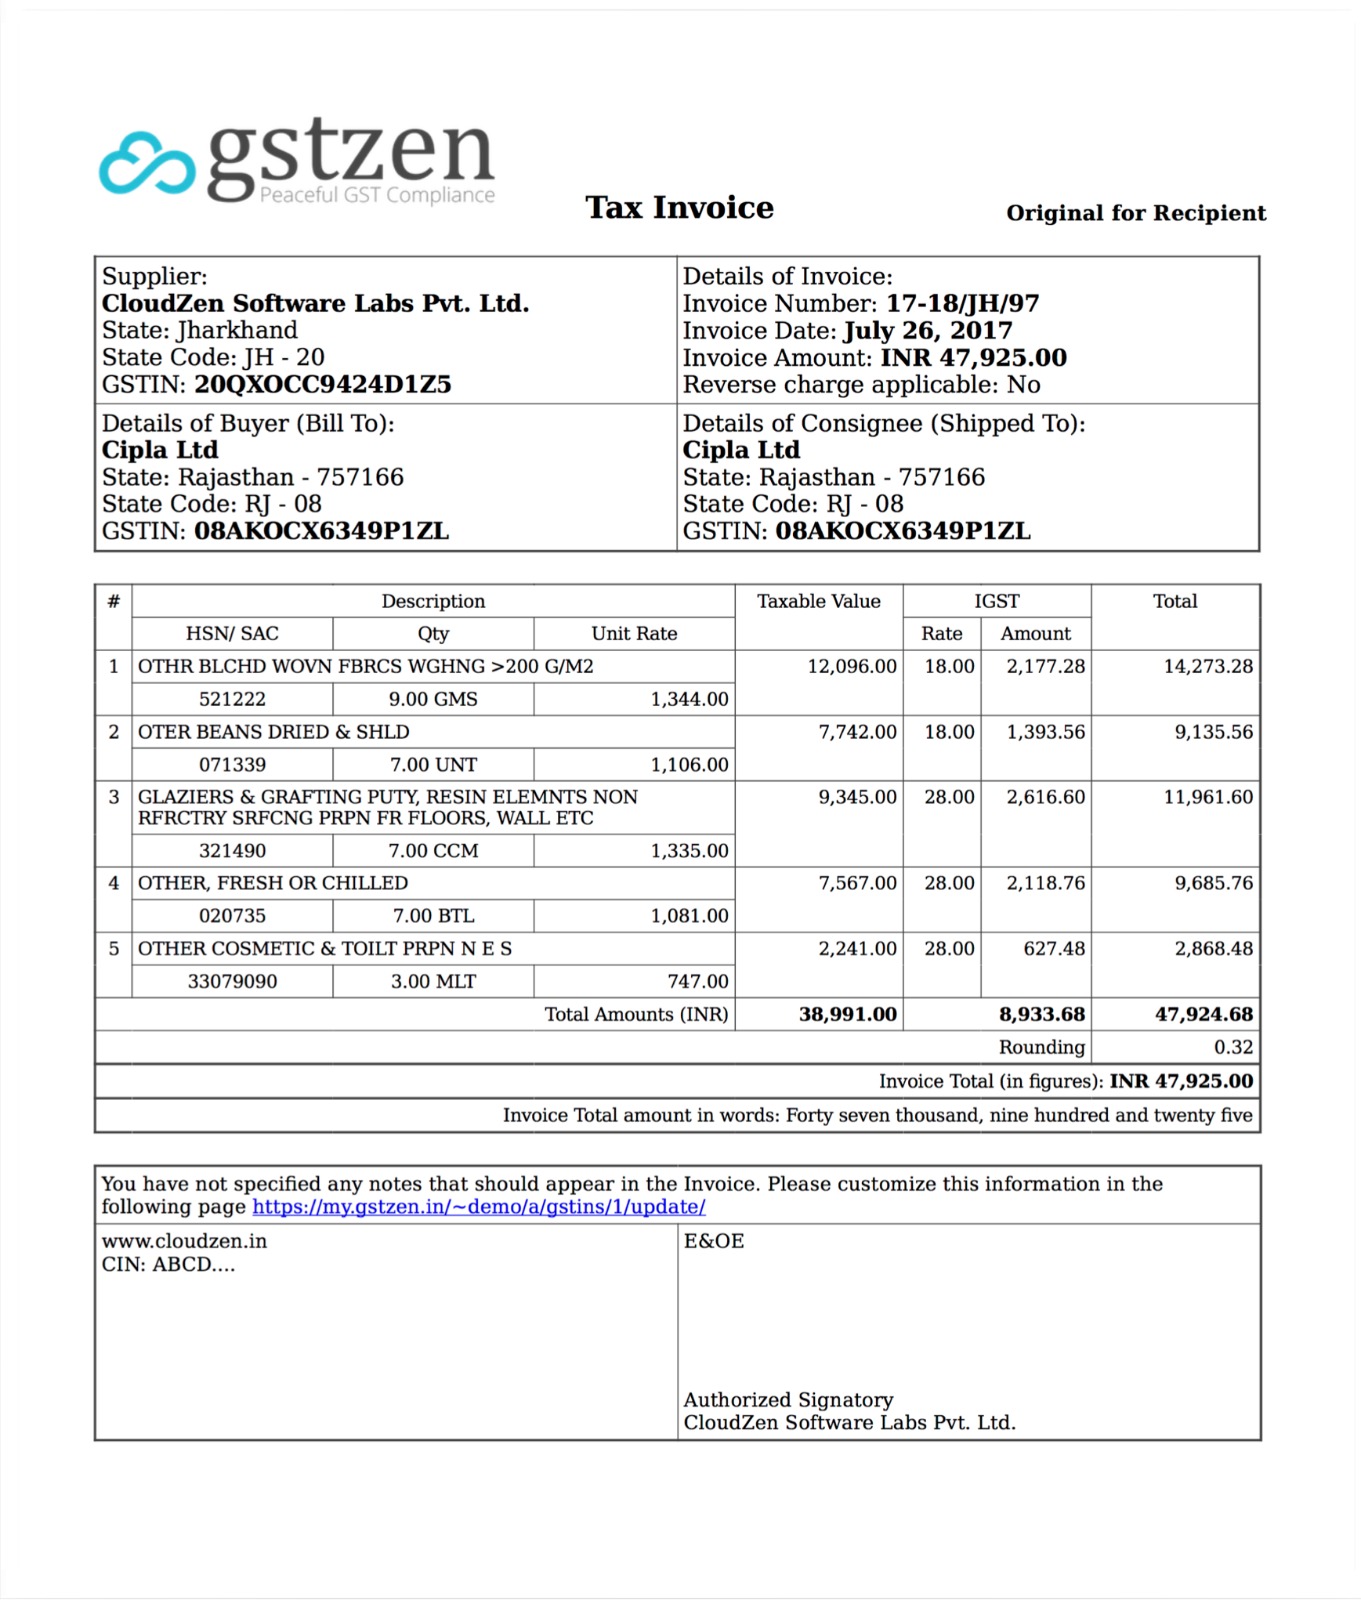 gstzen
Peaceful GST Compliance
Tax Invoice
Original for Recipient
Supplier:
CloudZen Software Labs Pvt. Ltd.
State: Jharkhand
State Code: JH - 20
GSTIN: 20QXOCC9424D1Z5
Details of Invoice:
Invoice Number: 17-18/JH/97
Invoice Date: July 26, 2017
Invoice Amount: INR 47,925.00
Reverse charge applicable: No
Details of Buyer (Bill To):
Cipla Ltd
State: Rajasthan - 757166
State Code: RJ - 08
GSTIN: 08AKOCX6349P1ZL
Details of Consignee (Shipped To):
Cipla Ltd
State: Rajasthan - 757166
State Code: RJ - 08
GSTIN: 08AKOCX6349P1ZL
# Description Taxable Value IGST Total
HSN/ SAC Qty Unit Rate Rate Amount
1 OTHR BLCHD WOVN FBRCS WGHNG >200 G/M2 12,096.00 18.00 2,177.28 14,273.28
521222 9.00 GMS 1,344.00
2 OTER BEANS DRIED & SHLD 7,742.00 18.00 1,393.56 9,135.56
071339 7.00 UNT 1,106.00
3 GLAZIERS & GRAFTING PUTY, RESIN ELEMNTS NON 9,345.00 28.00 2,616.60 11,961.60
RFRCTRY SRFCNG PRPN FR FLOORS, WALL ETC
321490 7.00 CCM 1,335.00
4 OTHER, FRESH OR CHILLED 7,567.00 28.00 2,118.76 9,685.76
020735 7.00 BTL 1,081.00
5 OTHER COSMETIC & TOILT PRPN N E S 2,241.00 28.00 627.48 2,868.48
33079090 3.00 MLT 747.00
Total Amounts (INR) 38,991.00 8,933.68 47,924.68
Rounding 0.32
Invoice Total (in figures): INR 47,925.00
Invoice Total amount in words: Forty seven thousand, nine hundred and twenty five
You have not specified any notes that should appear in the Invoice. Please customize this information in the
following page https://my.gstzen.in/~demo/a/gstins/1/update/
www.cloudzen.in
CIN: ABCD....
E&OE
Authorized Signatory
CloudZen Software Labs Pvt. Ltd.